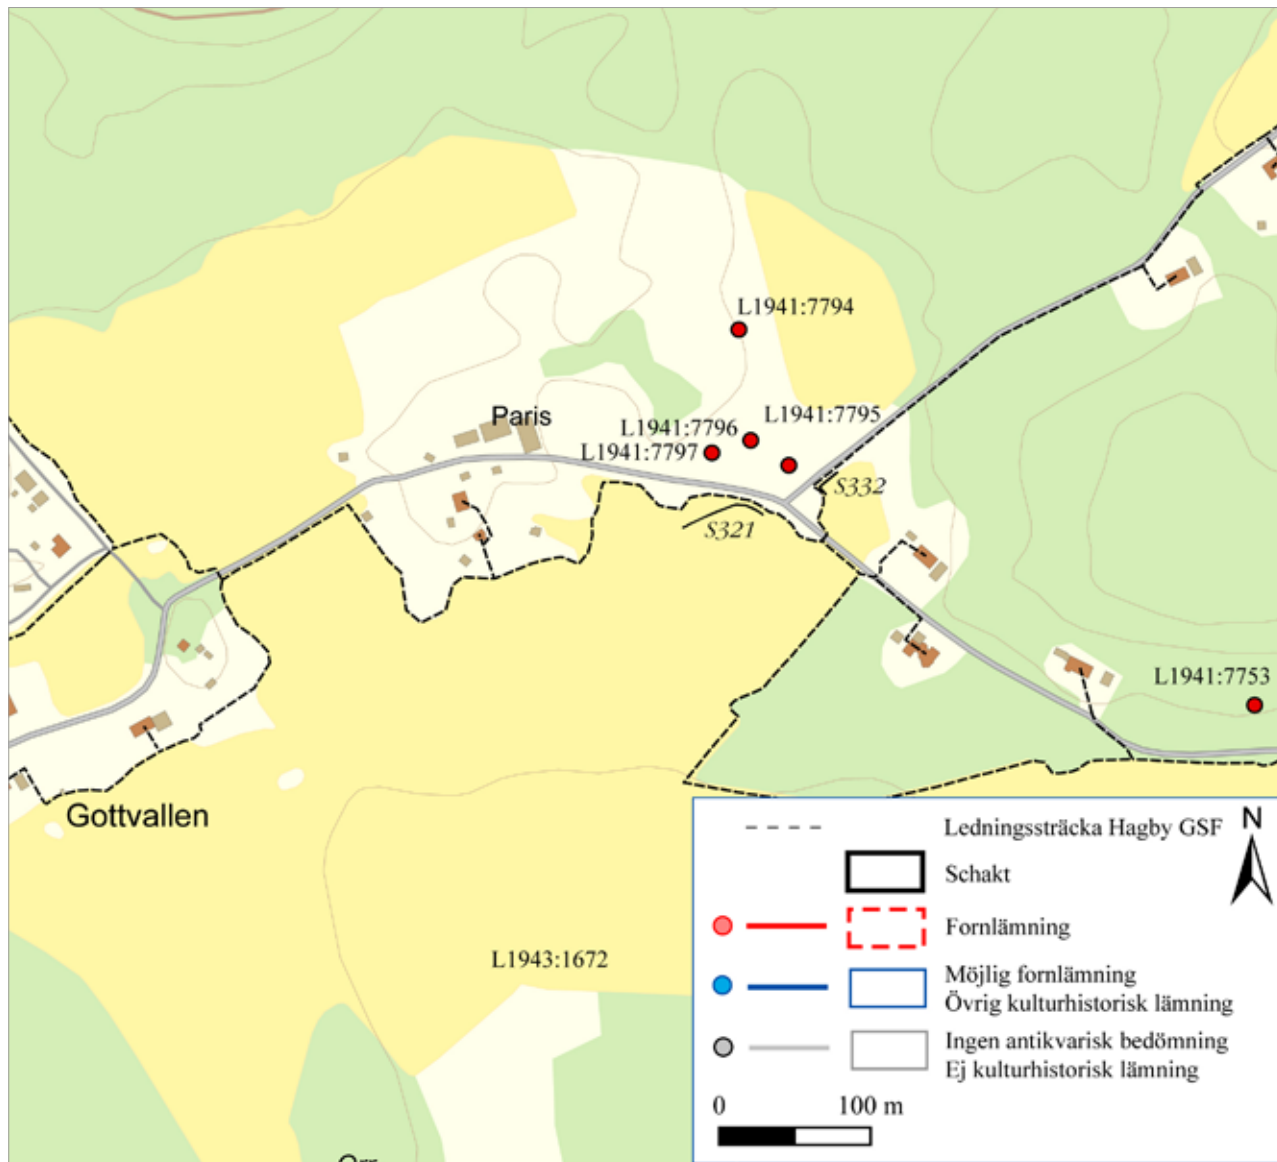 L1941:7794
Paris
L1941:7795
L1941:7796
L1941:7797
S332
S321
L1941:7753
Gottvallen
L1943:1672
Ledningssträcka Hagby GSF
N
Schakt
Fornlämning
Möjlig fornlämning
Övrig kulturhistorisk lämning
Ingen antikvarisk bedömning
Ej kulturhistorisk lämning
0 100 m